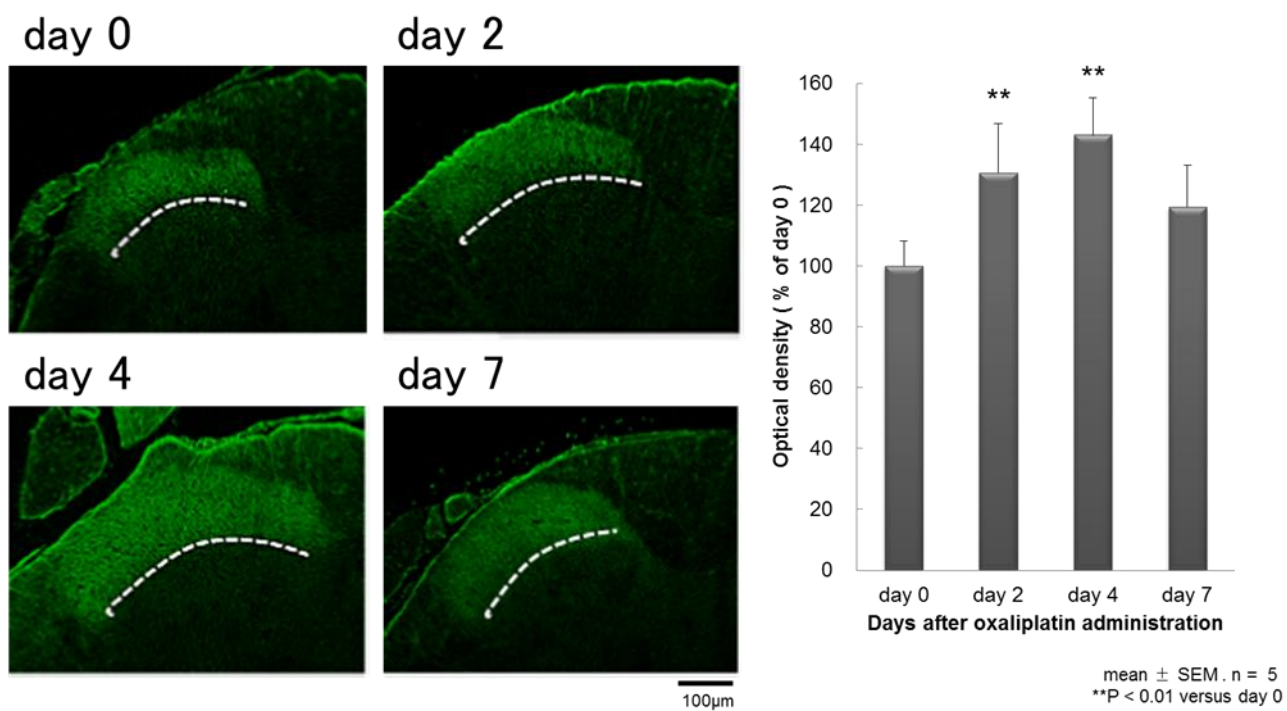 day 0
day 2
day 4
day 7
100μm
160
140
120
100
80
60
40
20
0
Optical density ( % of day 0 )
day 0
day 2
day 4
day 7
**
**
Days after oxaliplatin administration
mean ± SEM . n = 5
**P < 0.01 versus day 0